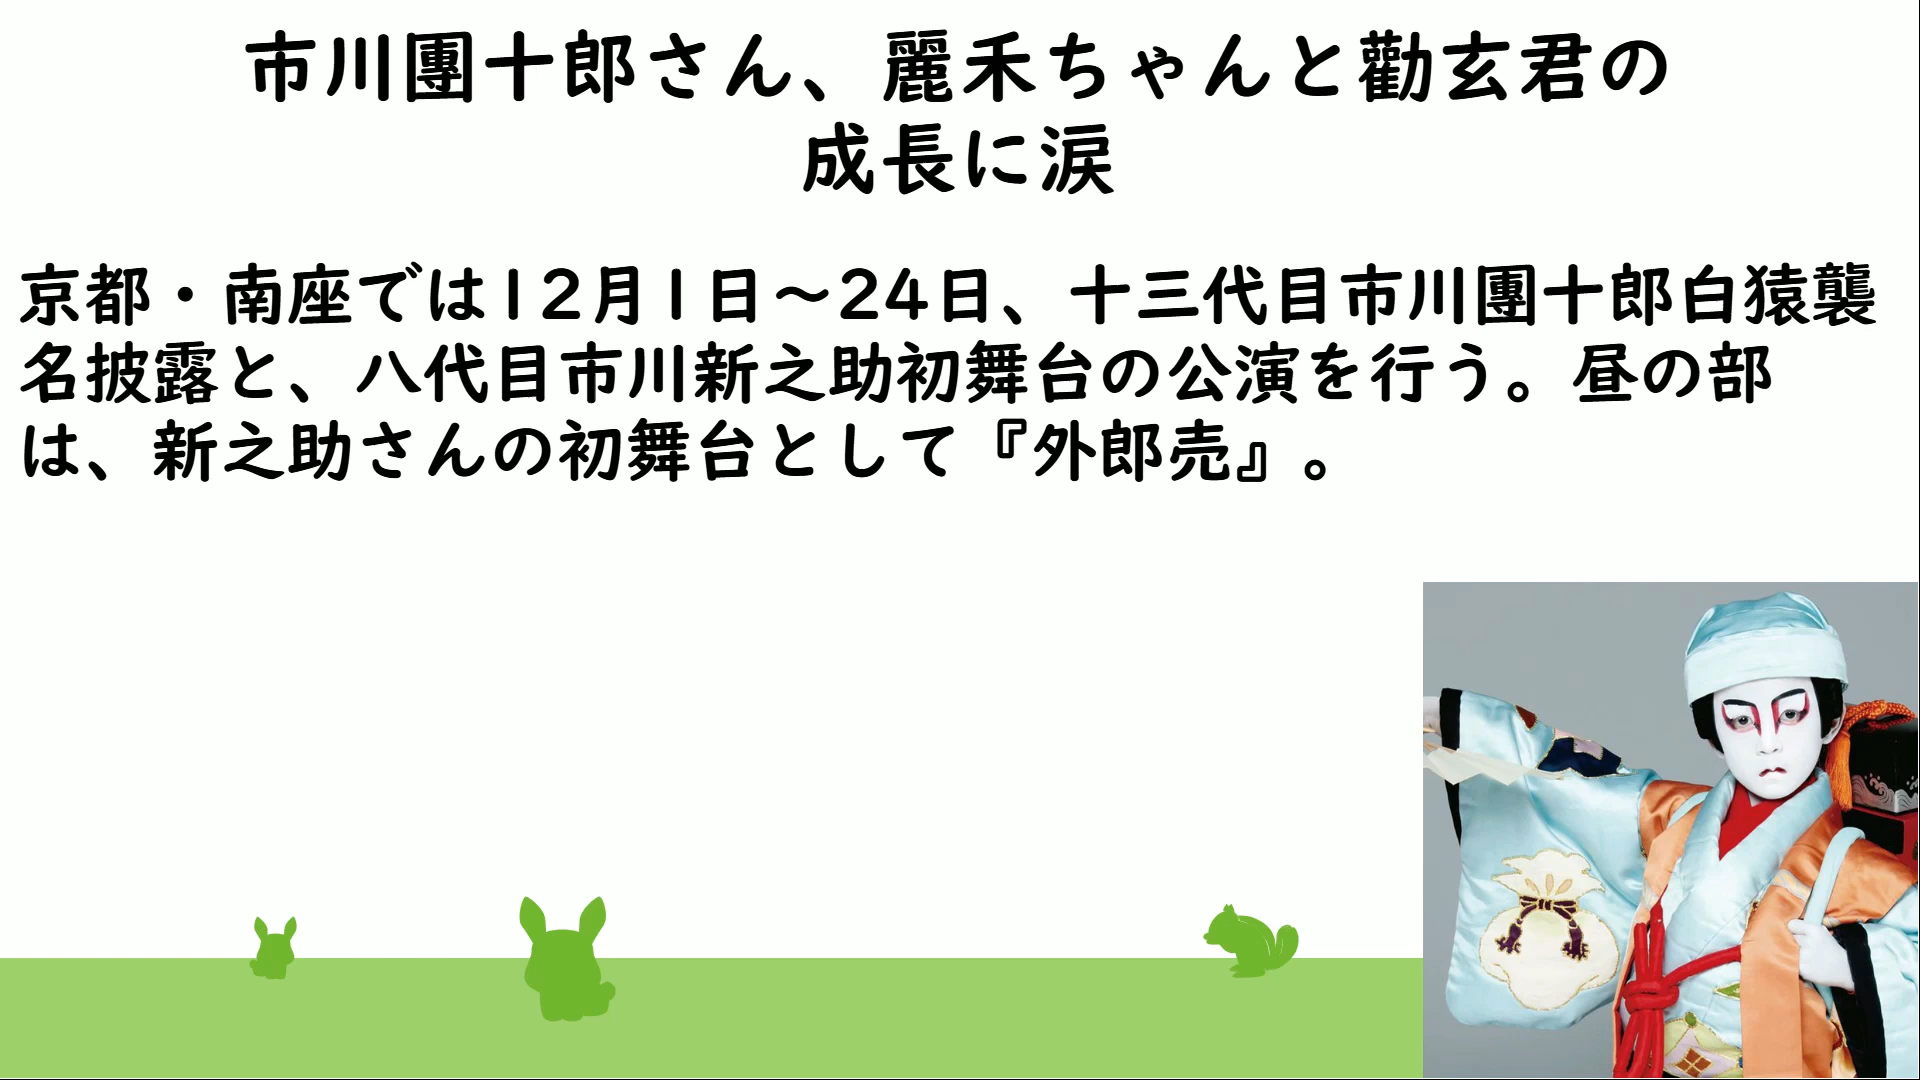 市川團十郎さん、麗禾ちゃんと勸玄君の
成長に涙
京都・南座では12月1日～24日、十三代目市川團十郎白猿襲
名披露と、八代目市川新之助初舞台の公演を行う。昼の部
は、新之助さんの初舞台として『外郎売』。